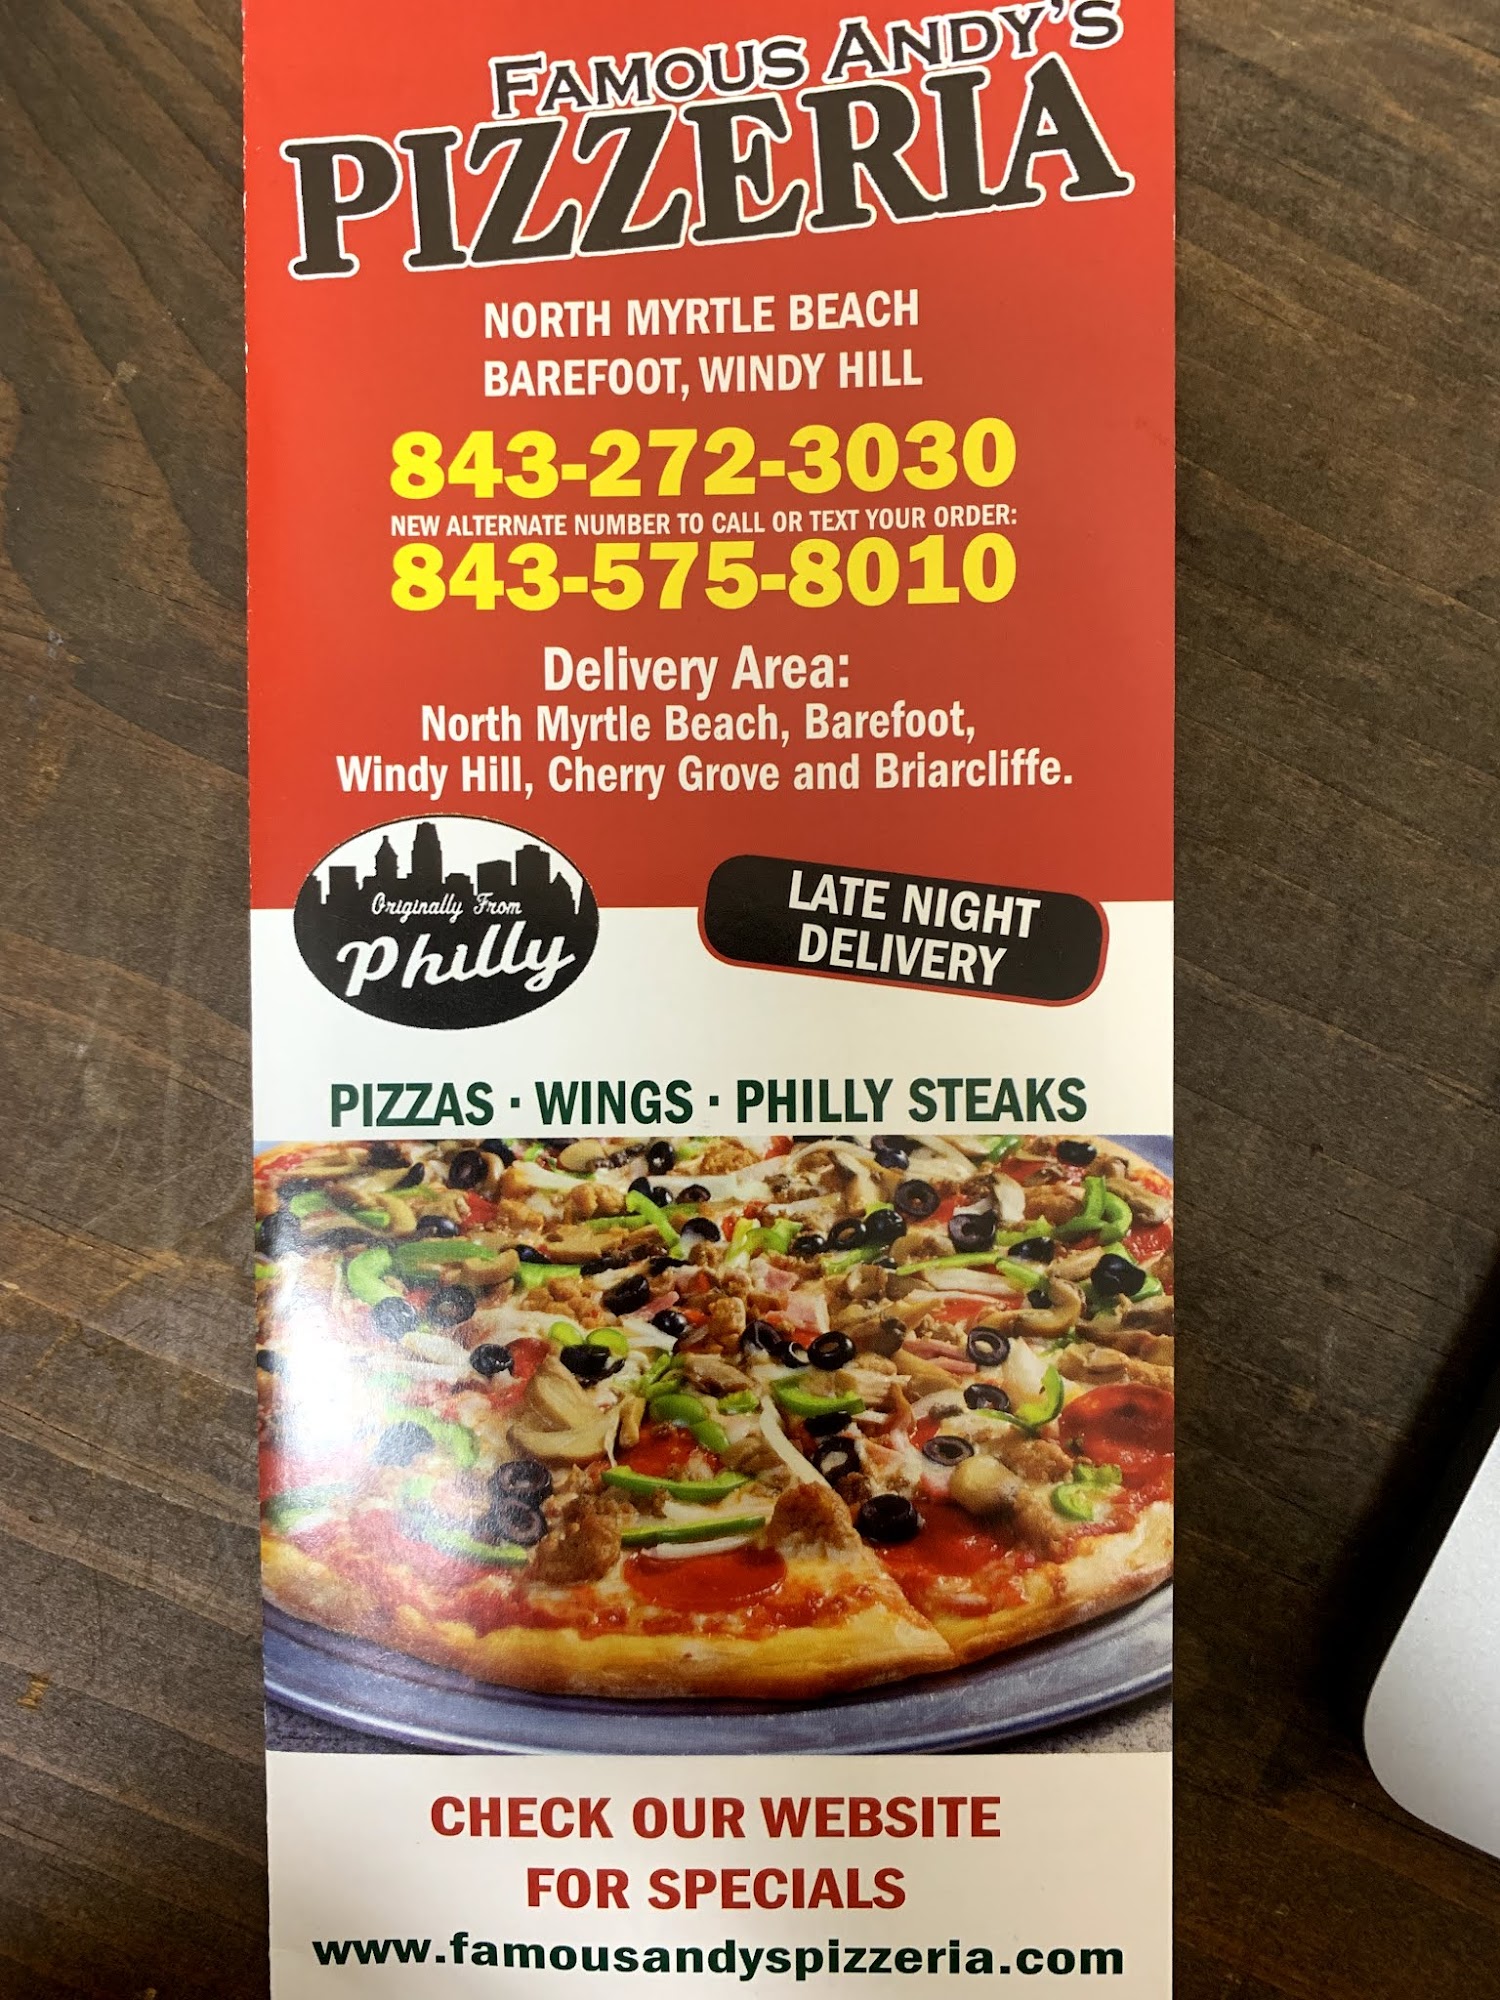 FAMOUS ANDY'S
PIZZERIA
NORTH MYRTLE BEACH
BAREFOOT, WINDY HILL
843-272-3030
NEW ALTERNATE NUMBER TO CALL OR TEXT YOUR ORDER:
843-575-8010
Delivery Area:
North Myrtle Beach, Barefoot,
Windy Hill, Cherry Grove and Briarcliffe.
Originally From
Philly
LATE NIGHT
DELIVERY
PIZZAS · WINGS · PHILLY STEAKS
CHECK OUR WEBSITE
FOR SPECIALS
www.famousandyspizzeria.com